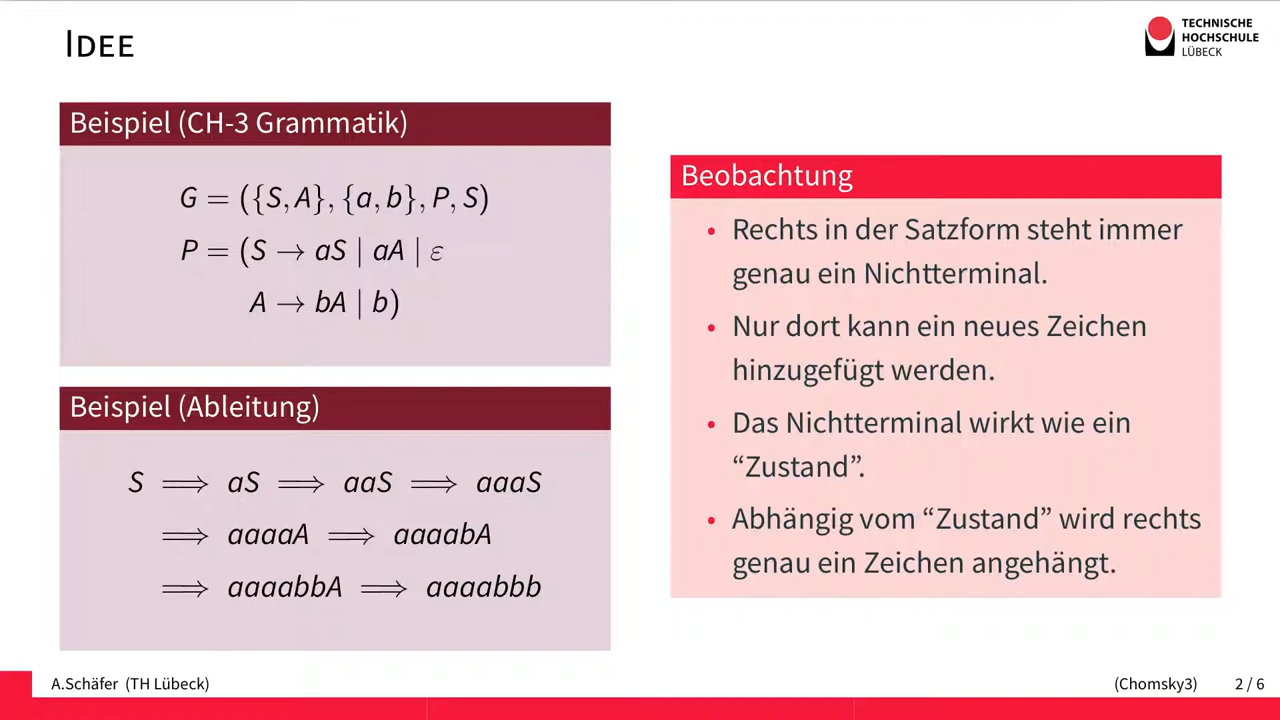 IDEE
TECHNISCHE
HOCHSCHULE
LÜBECK
Beispiel (CH-3 Grammatik)
G = ({S, A}, {a, b}, P, S)
P = (S → aS | aA | ε
A → bA | b)
Beispiel (Ableitung)
S ⟹ aS ⟹ aaS ⟹ aaaS
⟹ aaaaA ⟹ aaaabA
⟹ aaaabbA ⟹ aaaabbb
Beobachtung
• Rechts in der Satzform steht immer
genau ein Nichtterminal.
• Nur dort kann ein neues Zeichen
hinzugefügt werden.
• Das Nichtterminal wirkt wie ein
“Zustand”.
• Abhängig vom “Zustand” wird rechts
genau ein Zeichen angehängt.
A.Schäfer (TH Lübeck)
(Chomsky3)
2 / 6